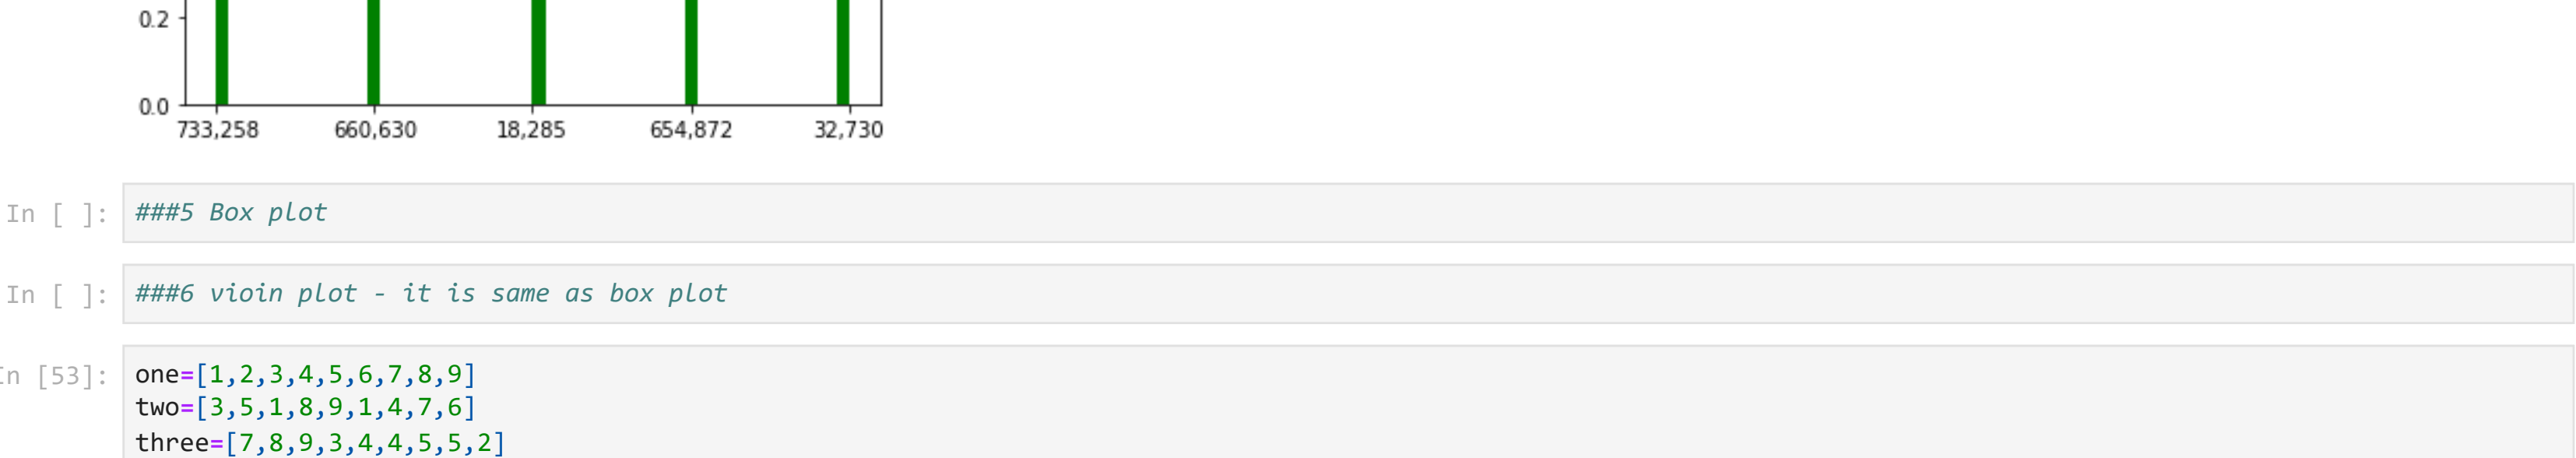 0.2
0.0
733,258 660,630 18,285 654,872 32,730
In [ ]: ###5 Box plot
In [ ]: ###6 vioin plot - it is same as box plot
In [53]: one=[1,2,3,4,5,6,7,8,9]
two=[3,5,1,8,9,1,4,7,6]
three=[7,8,9,3,4,4,5,5,2]